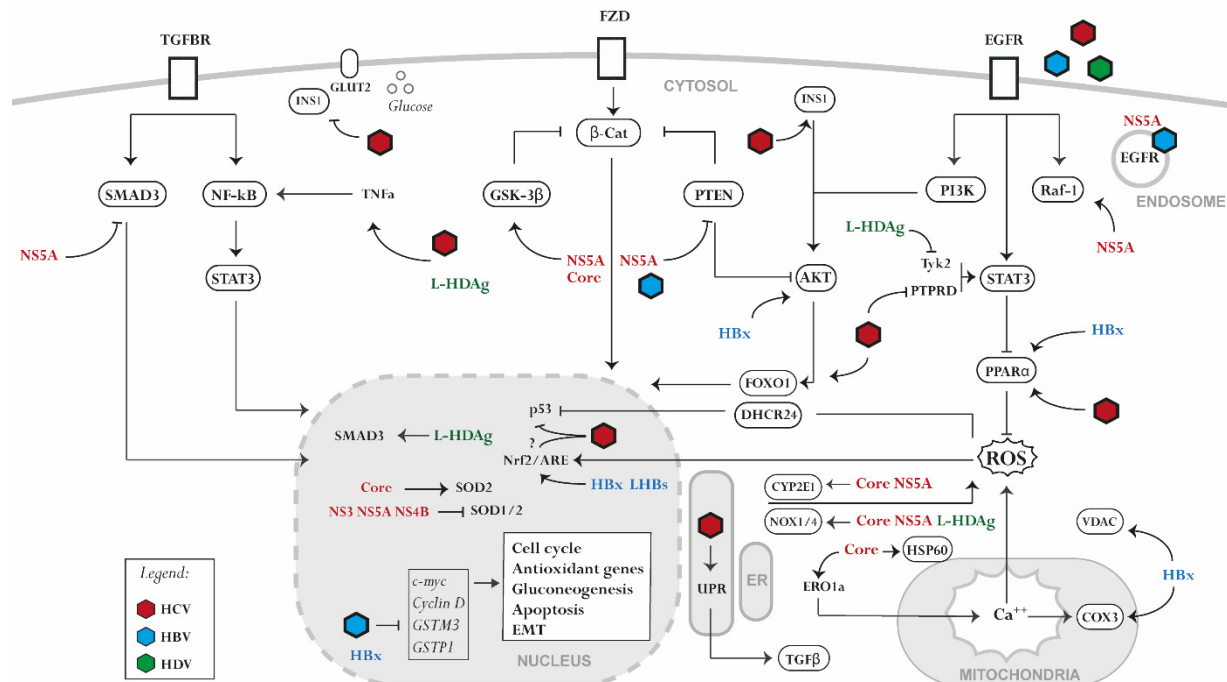 FZD
TGFBR
EGFR
GLUT2
CYTOSOL
INS1
Glucose
INS1
β-Cat
NS5A
EGFR
ENDOSOME
SMAD3
NF-kB
TNFa
GSK-3β
PTEN
PI3K
Raf-1
L-HDAg
NS5A
NS5A
NS5A
NS5A
Core
Tyk2
STAT3
L-HDAg
AKT
STAT3
PTPRD
HBx
HBx
PPARα
FOXO1
p53
DHCR24
SMAD3
L-HDAg
?
Nrf2/ARE
ROS
HBx LHBs
Core
SOD2
CYP2E1
Core NS5A
NS3 NS5A NS4B
SOD1/2
NOX1/4
Core NS5A L-HDAg
VDAC
Core
HSP60
Legend:
HCV
HBV
HDV
c-myc
Cyclin D
GSTM3
GSTP1
HBx
Cell cycle
Antioxidant genes
Gluconeogenesis
Apoptosis
EMT
NUCLEUS
UPR
ER
ERO1a
HBx
Ca++
COX3
TGFβ
MITOCHONDRIA